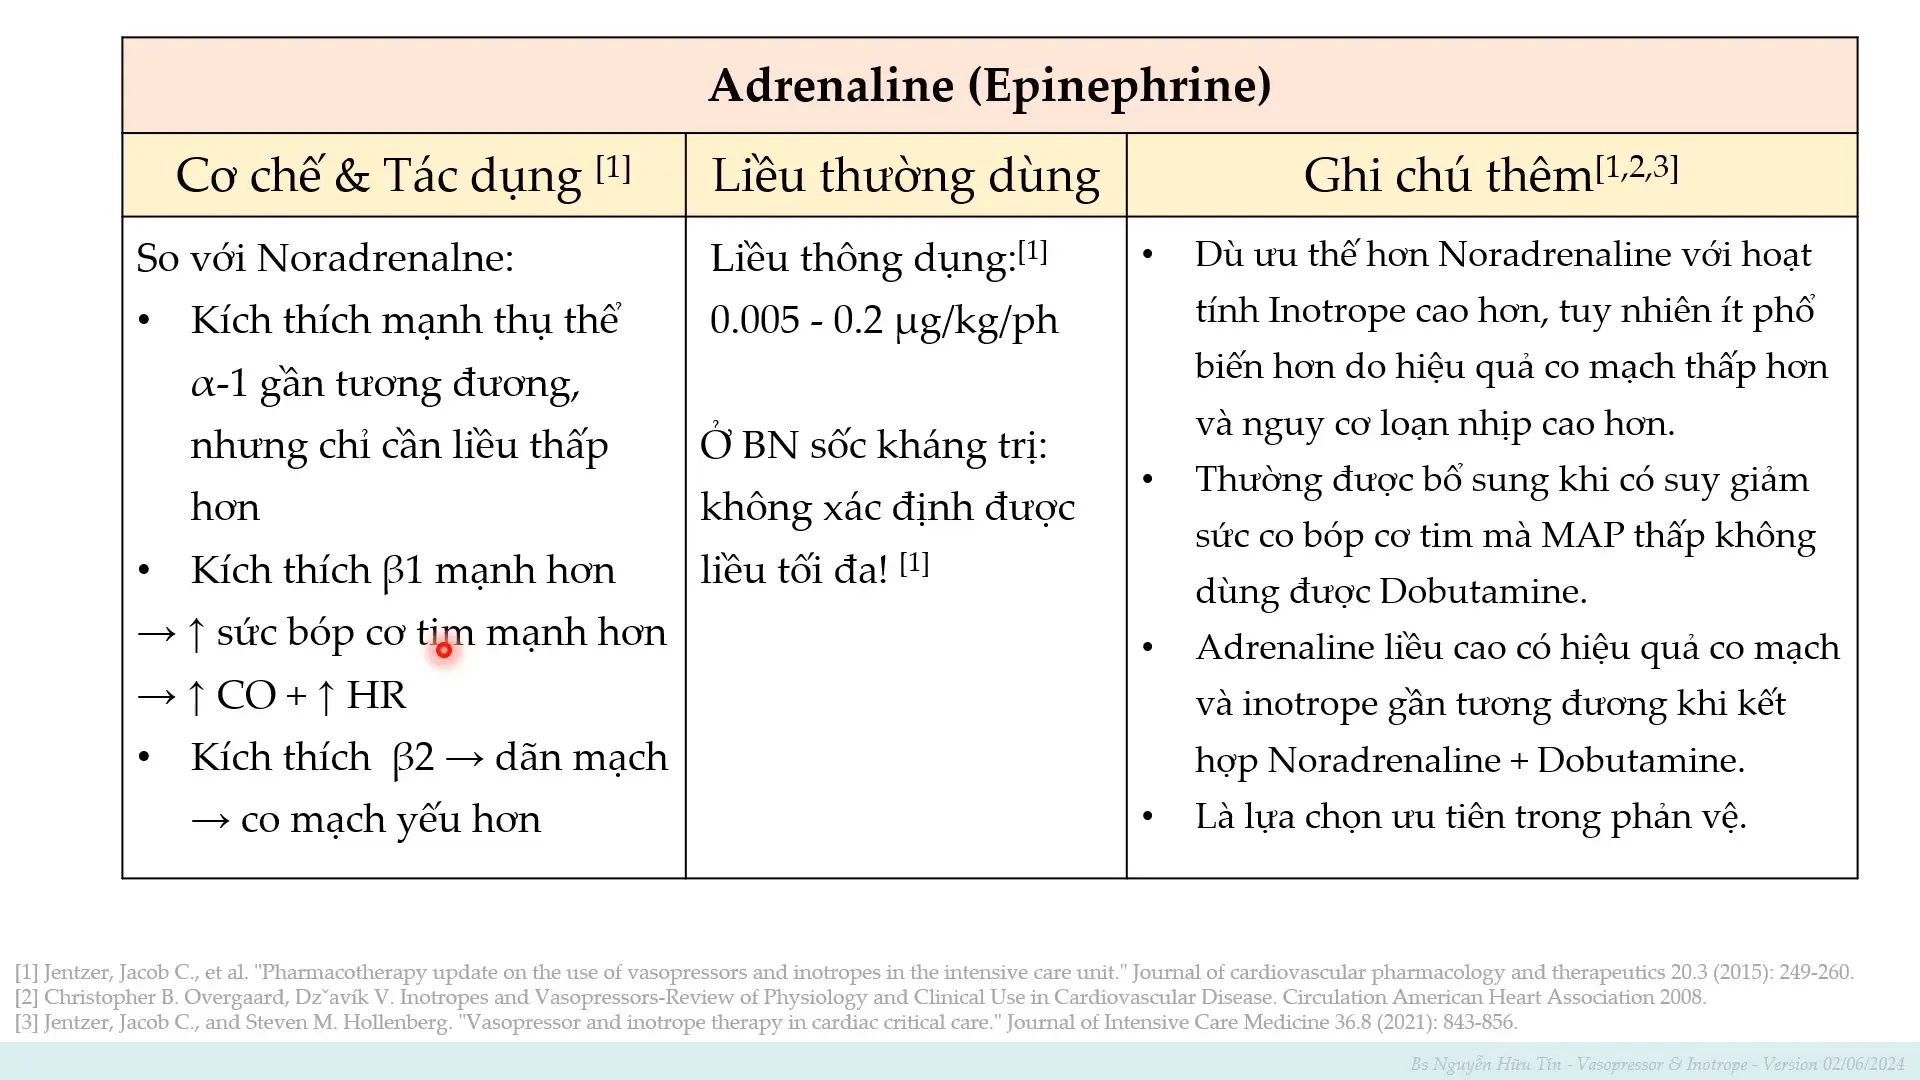 Adrenaline (Epinephrine)
Cơ chế & Tác dụng [1]
Liều thường dùng
Ghi chú thêm[1,2,3]
So với Noradrenalne:
• Kích thích mạnh thụ thể
α-1 gần tương đương,
nhưng chỉ cần liều thấp
hơn
• Kích thích β1 mạnh hơn
→ ↑ sức bóp cơ tim mạnh hơn
→ ↑ CO + ↑ HR
• Kích thích β2 → dãn mạch
→ co mạch yếu hơn
Liều thông dụng:[1]
0.005 - 0.2 μg/kg/ph
Ở BN sốc kháng trị:
không xác định được
liều tối đa! [1]
• Dù ưu thế hơn Noradrenaline với hoạt
tính Inotrope cao hơn, tuy nhiên ít phổ
biến hơn do hiệu quả co mạch thấp hơn
và nguy cơ loạn nhịp cao hơn.
• Thường được bổ sung khi có suy giảm
sức co bóp cơ tim mà MAP thấp không
dùng được Dobutamine.
• Adrenaline liều cao có hiệu quả co mạch
và inotrope gần tương đương khi kết
hợp Noradrenaline + Dobutamine.
• Là lựa chọn ưu tiên trong phản vệ.
[1] Jentzer, Jacob C., et al. "Pharmacotherapy update on the use of vasopressors and inotropes in the intensive care unit." Journal of cardiovascular pharmacology and therapeutics 20.3 (2015): 249-260.
[2] Christopher B. Overgaard, Dzˇavík V. Inotropes and Vasopressors-Review of Physiology and Clinical Use in Cardiovascular Disease. Circulation American Heart Association 2008.
[3] Jentzer, Jacob C., and Steven M. Hollenberg. "Vasopressor and inotrope therapy in cardiac critical care." Journal of Intensive Care Medicine 36.8 (2021): 843-856.
Bs Nguyễn Hữu Tín - Vasopressor & Inotrope - Version 02/06/2024